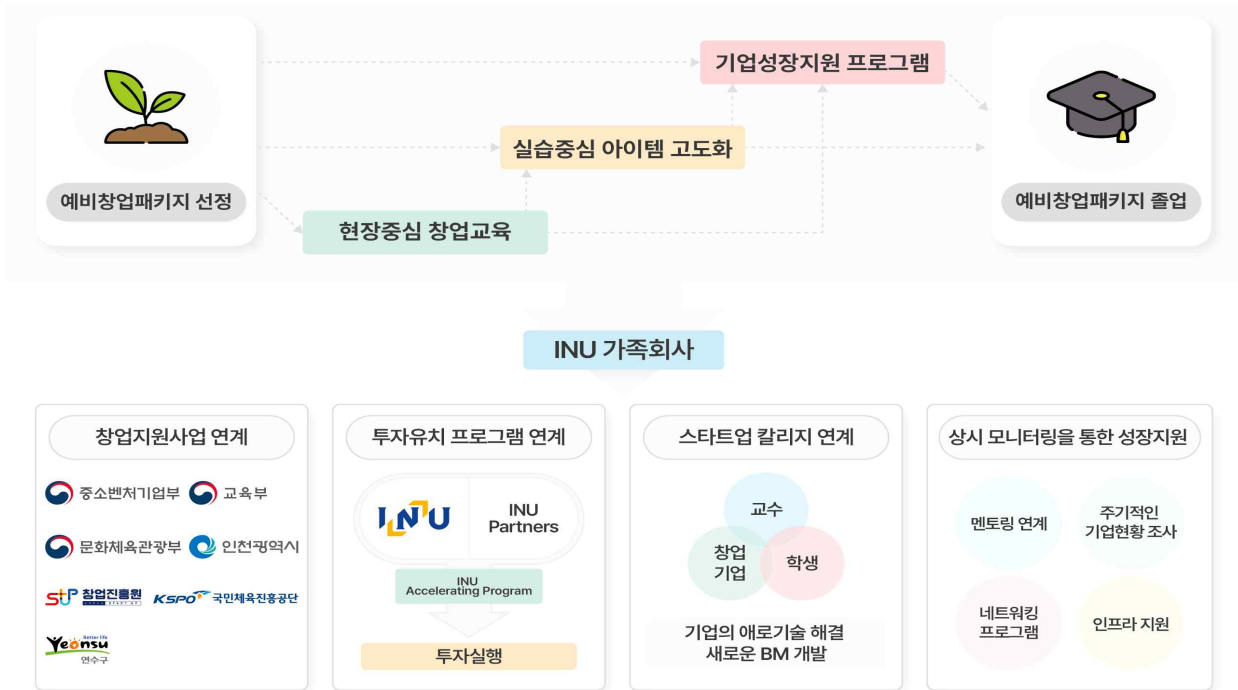 기업성장지원 프로그램
실습중심 아이템 고도화
예비창업패키지 선정
예비창업패키지 졸업
현장중심 창업교육
INU 가족회사
창업지원사업 연계
중소벤처기업부
교육부
문화체육관광부
인천광역시
창업진흥원
KSPO 국민체육진흥공단
Better life
Yeonsu
연수구
투자유치 프로그램 연계
INU
INU
Partners
INU
Accelerating Program
투자실행
스타트업 칼리지 연계
교수
창업
기업
학생
기업의 애로기술 해결
새로운 BM 개발
상시 모니터링을 통한 성장지원
멘토링 연계
주기적인
기업현황 조사
네트워킹
프로그램
인프라 지원